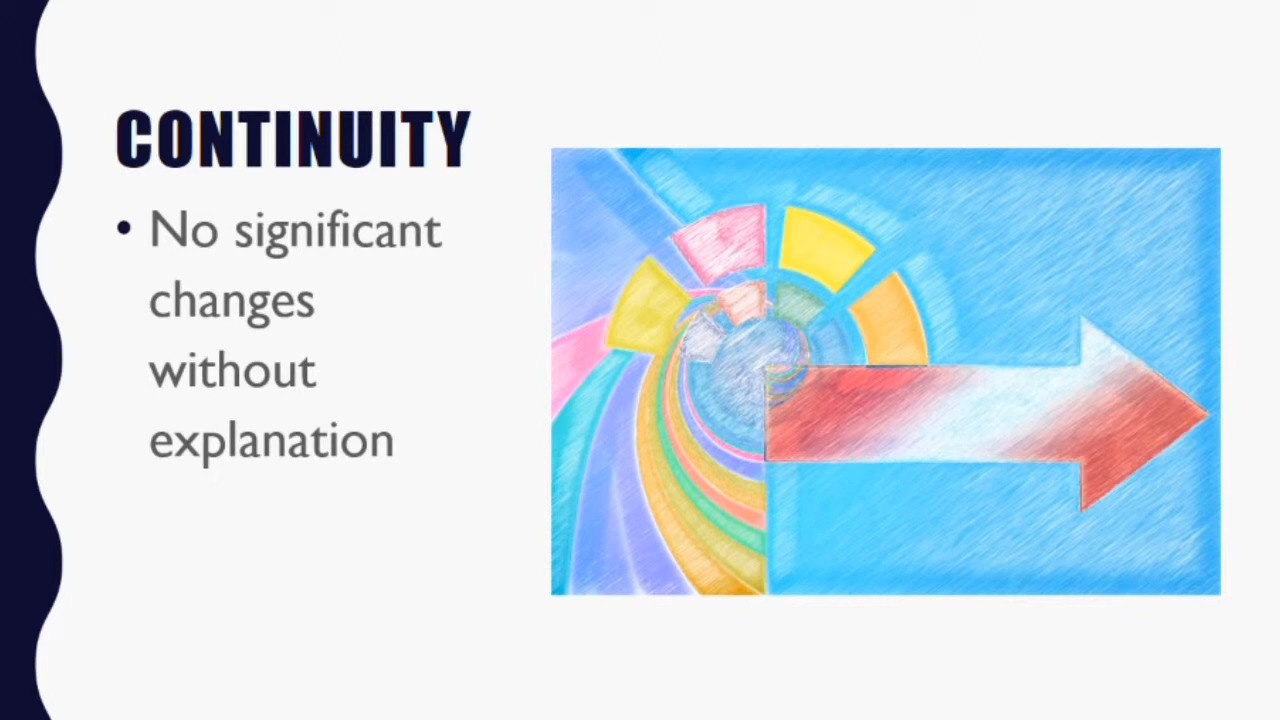 CONTINUITY
• No significant
changes
without
explanation